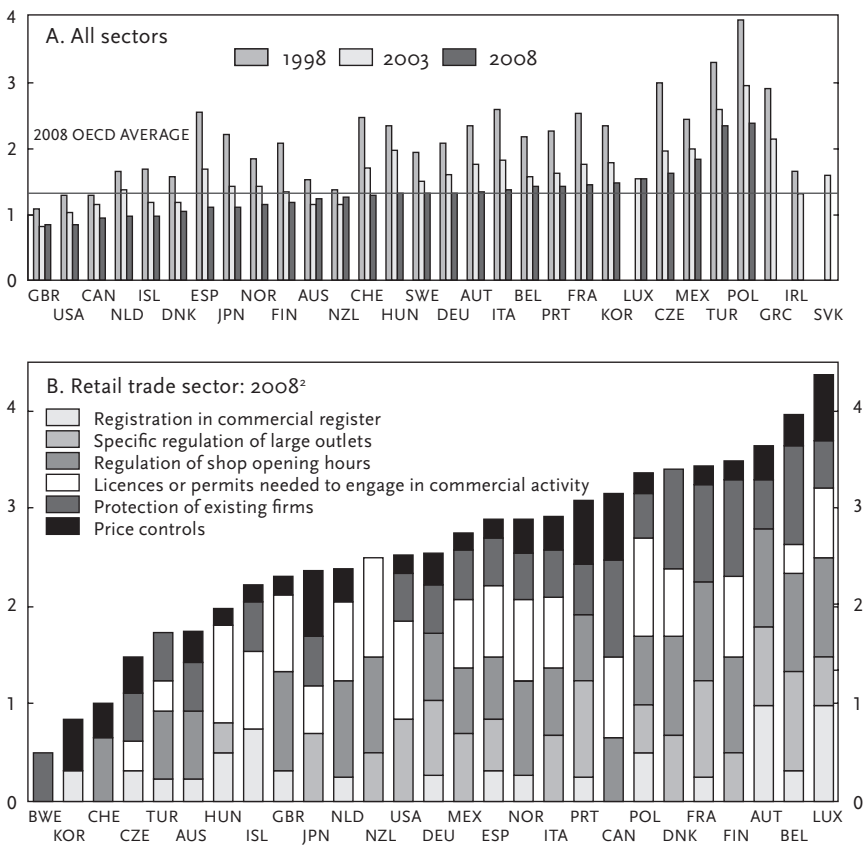 4
A. All sectors
1998 2003 2008
3
2008 OECD AVERAGE
2
1
0
GBR CAN ISL ESP NOR AUS CHE SWE AUT BEL FRA LUX MEX POL IRL
USA NLD DNK JPN FIN NZL HUN DEU ITA PRT KOR CZE TUR GRC SVK
B. Retail trade sector: 2008²
4 4
Registration in commercial register
Specific regulation of large outlets
Regulation of shop opening hours
Licences or permits needed to engage in commercial activity
3 3
Protection of existing firms
Price controls
2 2
1 1
0 0
BWE CHE TUR HUN GBR NLD USA MEX NOR PRT POL FRA AUT LUX
KOR CZE AUS ISL JPN NZL DEU ESP ITA CAN DNK FIN BEL